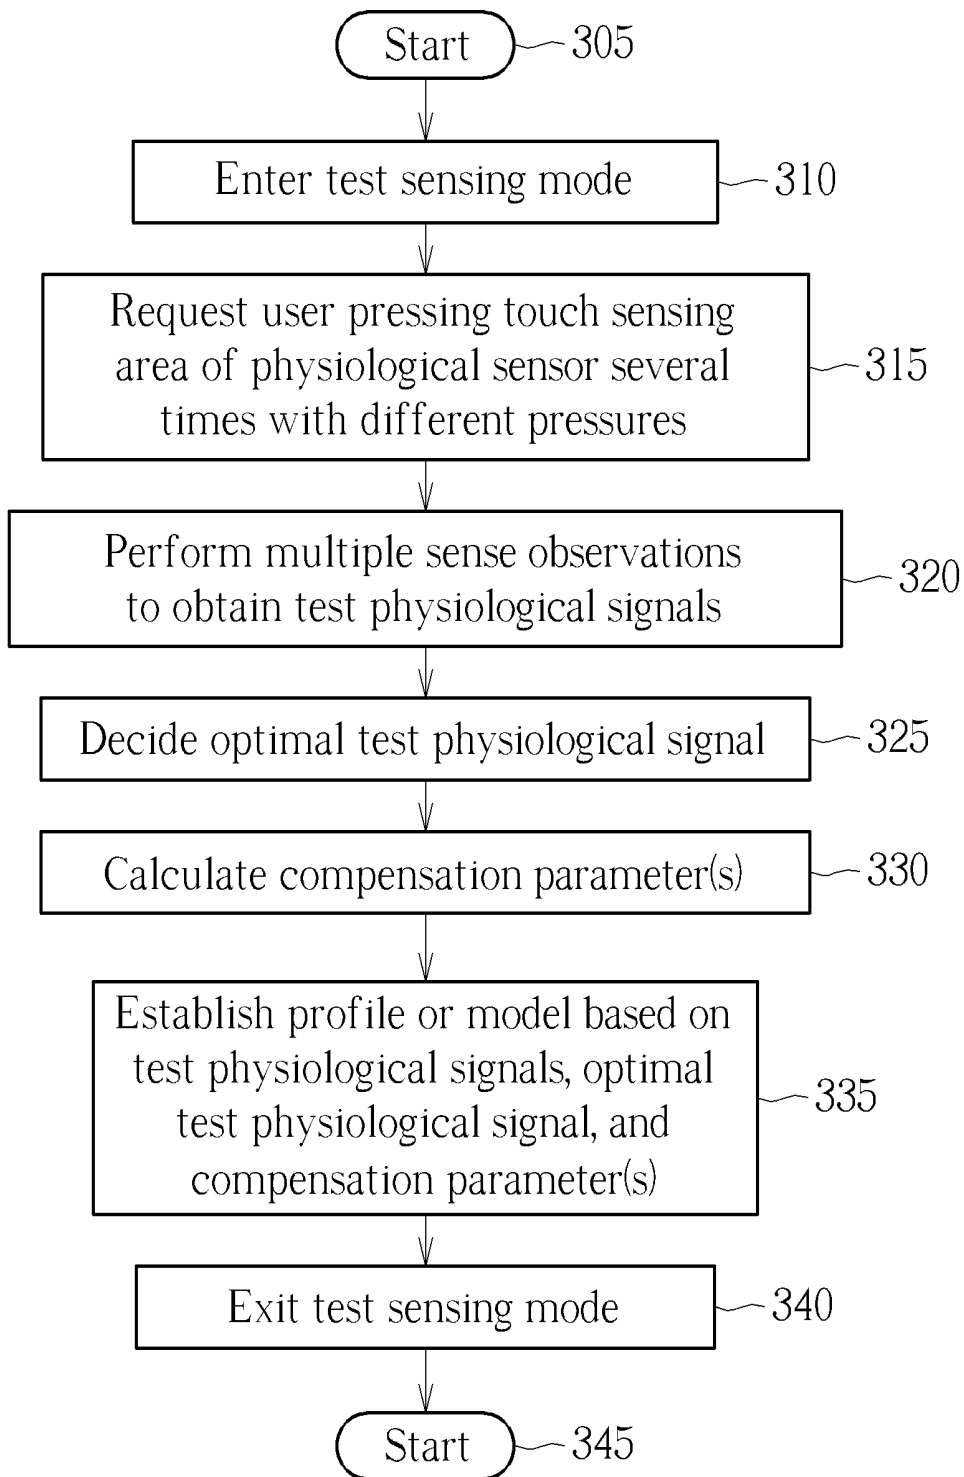 Start
305
Enter test sensing mode
310
Request user pressing touch sensing
area of physiological sensor several
times with different pressures
315
Perform multiple sense observations
to obtain test physiological signals
320
Decide optimal test physiological signal
325
Calculate compensation parameter(s)
330
Establish profile or model based on
test physiological signals, optimal
test physiological signal, and
compensation parameter(s)
335
Exit test sensing mode
340
Start
345